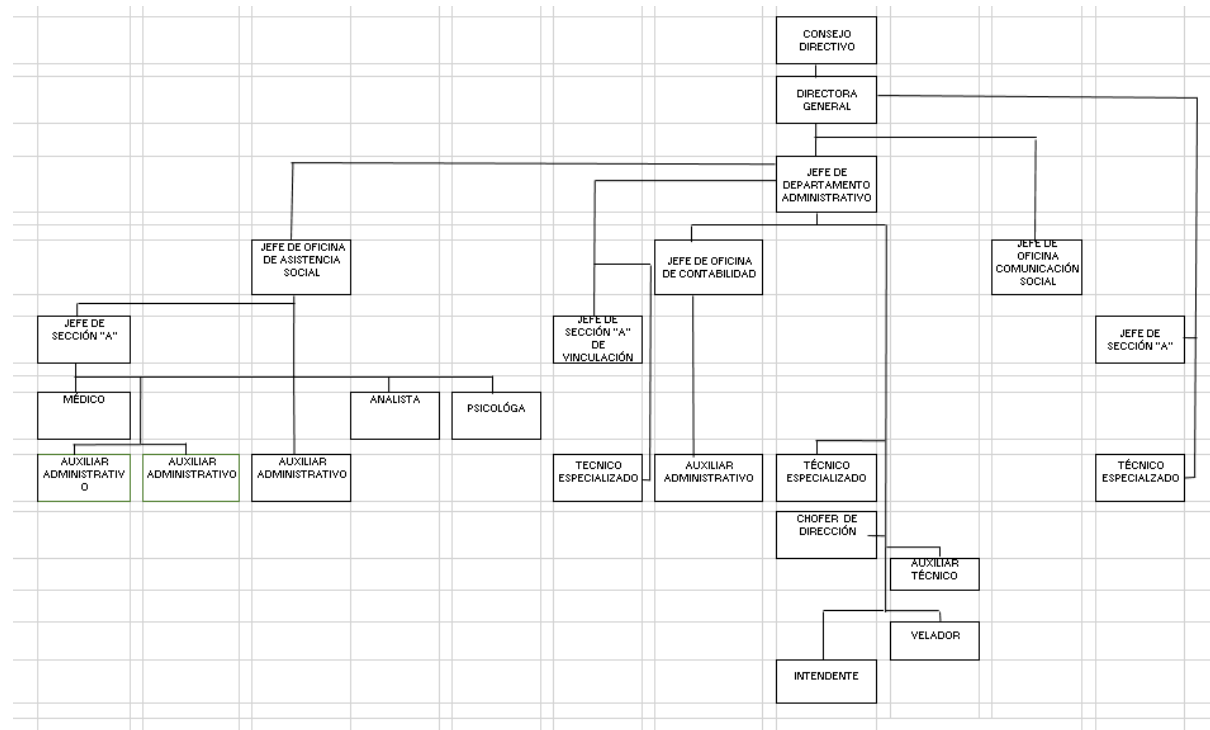 CONSEJO
DIRECTIVO
DIRECTORA
GENERAL
JEFE DE
DEPARTAMENTO
ADMINISTRATIVO
JEFE DE OFICINA
DE ASISTENCIA
SOCIAL
JEFE DE OFICINA
DE CONTABILIDAD
JEFE DE
OFICINA
COMUNICACIÓN
SOCIAL
JEFE DE
SECCIÓN "A"
JEFE DE
SECCIÓN "A"
DE
VINCULACIÓN
JEFE DE
SECCIÓN "A"
MÉDICO
ANALISTA
PSICOLÓGA
AUXILIAR
ADMINISTRATIV
O
AUXILIAR
ADMINISTRATIVO
AUXILIAR
ADMINISTRATIVO
TECNICO
ESPECIALIZADO
AUXILIAR
ADMINISTRATIVO
TÉCNICO
ESPECIALIZADO
TÉCNICO
ESPECIALZADO
CHOFER DE
DIRECCIÓN
AUXILIAR
TÉCNICO
VELADOR
INTENDENTE